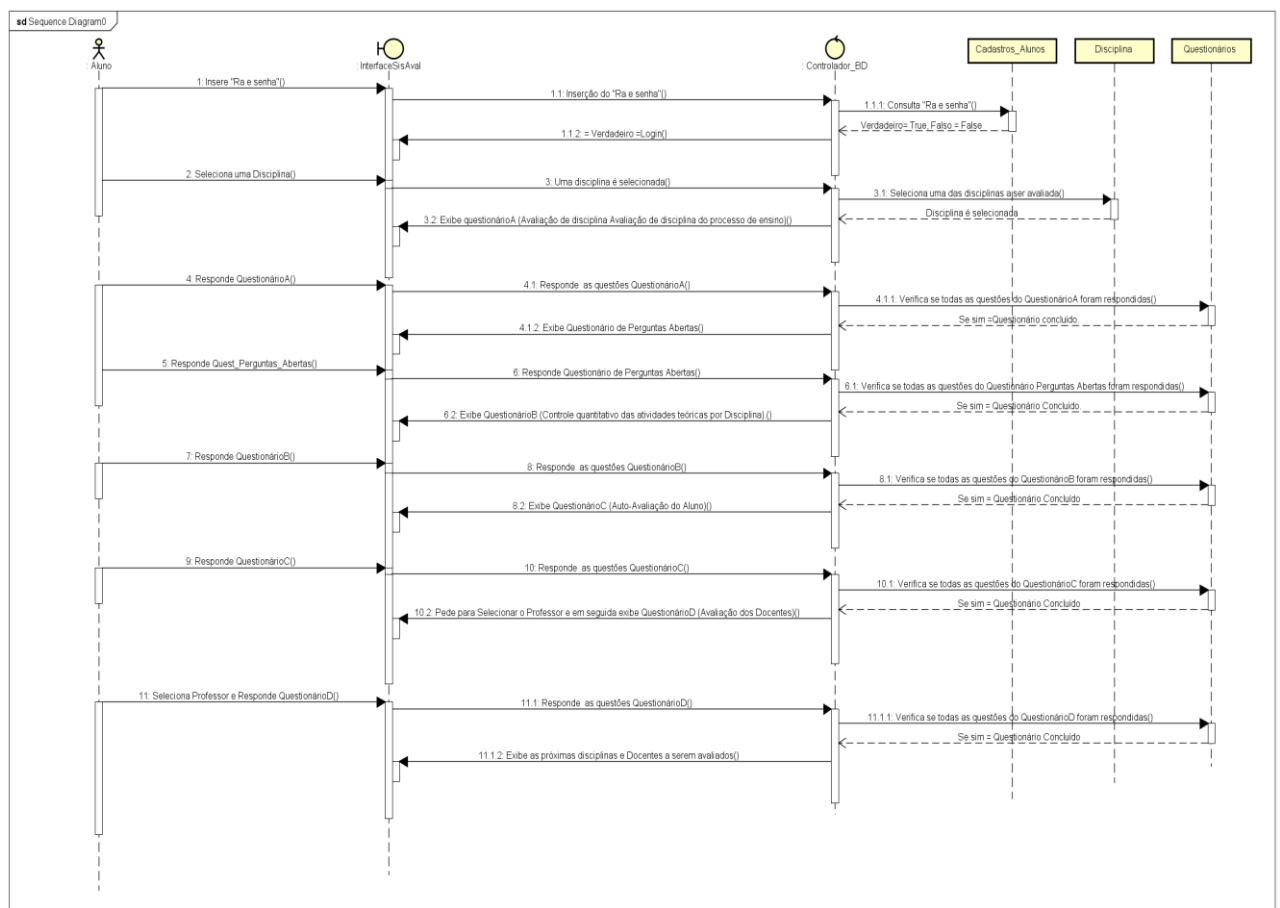 sd Sequence Diagram0
: Aluno
: InterfaceSisAval
: Controlador_BD
Cadastros_Alunos
Disciplina
Questionários
1: Insere "Ra e senha"()
1.1: Inserção do "Ra e senha"()
1.1.1: Consulta "Ra e senha"()
Verdadeiro= True, Falso = False
1.1.2: = Verdadeiro =Login()
2: Seleciona uma Disciplina()
3: Uma disciplina é selecionada()
3.1: Seleciona uma das disciplinas a ser avaliada()
Disciplina é selecionada
3.2: Exibe questionárioA (Avaliação de disciplina Avaliação de disciplina do processo de ensino)()
4: Responde QuestionárioA()
4.1: Responde as questões QuestionárioA()
4.1.1: Verifica se todas as questões do QuestionárioA foram respondidas()
Se sim =Questionário concluído.
4.1.2: Exibe Questionário de Perguntas Abertas()
5: Responde Quest_Perguntas_Abertas()
6: Responde Questionário de Perguntas Abertas()
6.1: Verifica se todas as questões do Questionário Perguntas Abertas foram respondidas()
Se sim = Questionário Concluído.
6.2: Exibe QuestionárioB (Controle quantitativo das atividades teóricas por Disciplina).()
7: Responde QuestionárioB()
8: Responde as questões QuestionárioB()
8.1: Verifica se todas as questões do QuestionárioB foram respondidas()
Se sim = Questionário Concluído
8.2: Exibe QuestionárioC (Auto-Avaliação do Aluno)()
9: Responde QuestionárioC()
10: Responde as questões QuestionárioC()
10.1: Verifica se todas as questões do QuestionárioC foram respondidas()
Se sim = Questionário Concluído
10.2: Pede para Selecionar o Professor e em seguida exibe QuestionárioD (Avaliação dos Docentes)()
11: Seleciona Professor e Responde QuestionárioD()
11.1: Responde as questões QuestionárioD()
11.1.1: Verifica se todas as questões do QuestionárioD foram respondidas()
Se sim = Questionário Concluído
11.1.2: Exibe as próximas disciplinas e Docentes a serem avaliados()